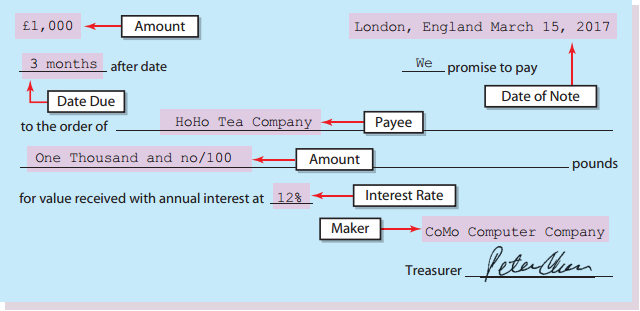 £1,000 Amount London, England March 15, 2017
3 months after date We promise to pay
Date Due Date of Note
to the order of HoHo Tea Company Payee
One Thousand and no/100 Amount pounds
for value received with annual interest at 12% Interest Rate
Maker CoMo Computer Company
Treasurer